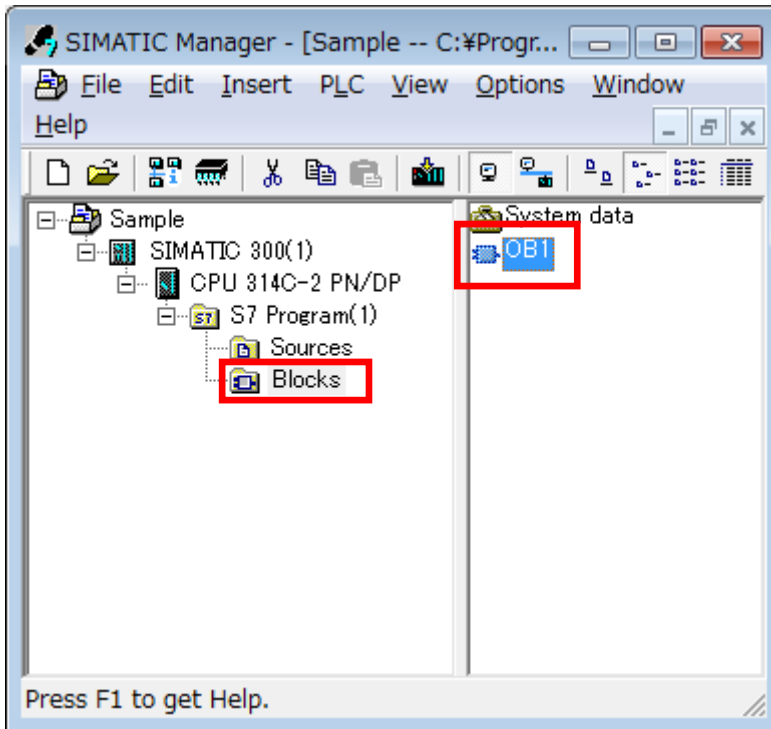 SIMATIC Manager - [Sample -- C:¥Progr...
File Edit Insert PLC View Options Window
Help
Sample
SIMATIC 300(1)
CPU 314C-2 PN/DP
S7 Program(1)
Sources
Blocks
System data
OB1
Press F1 to get Help.